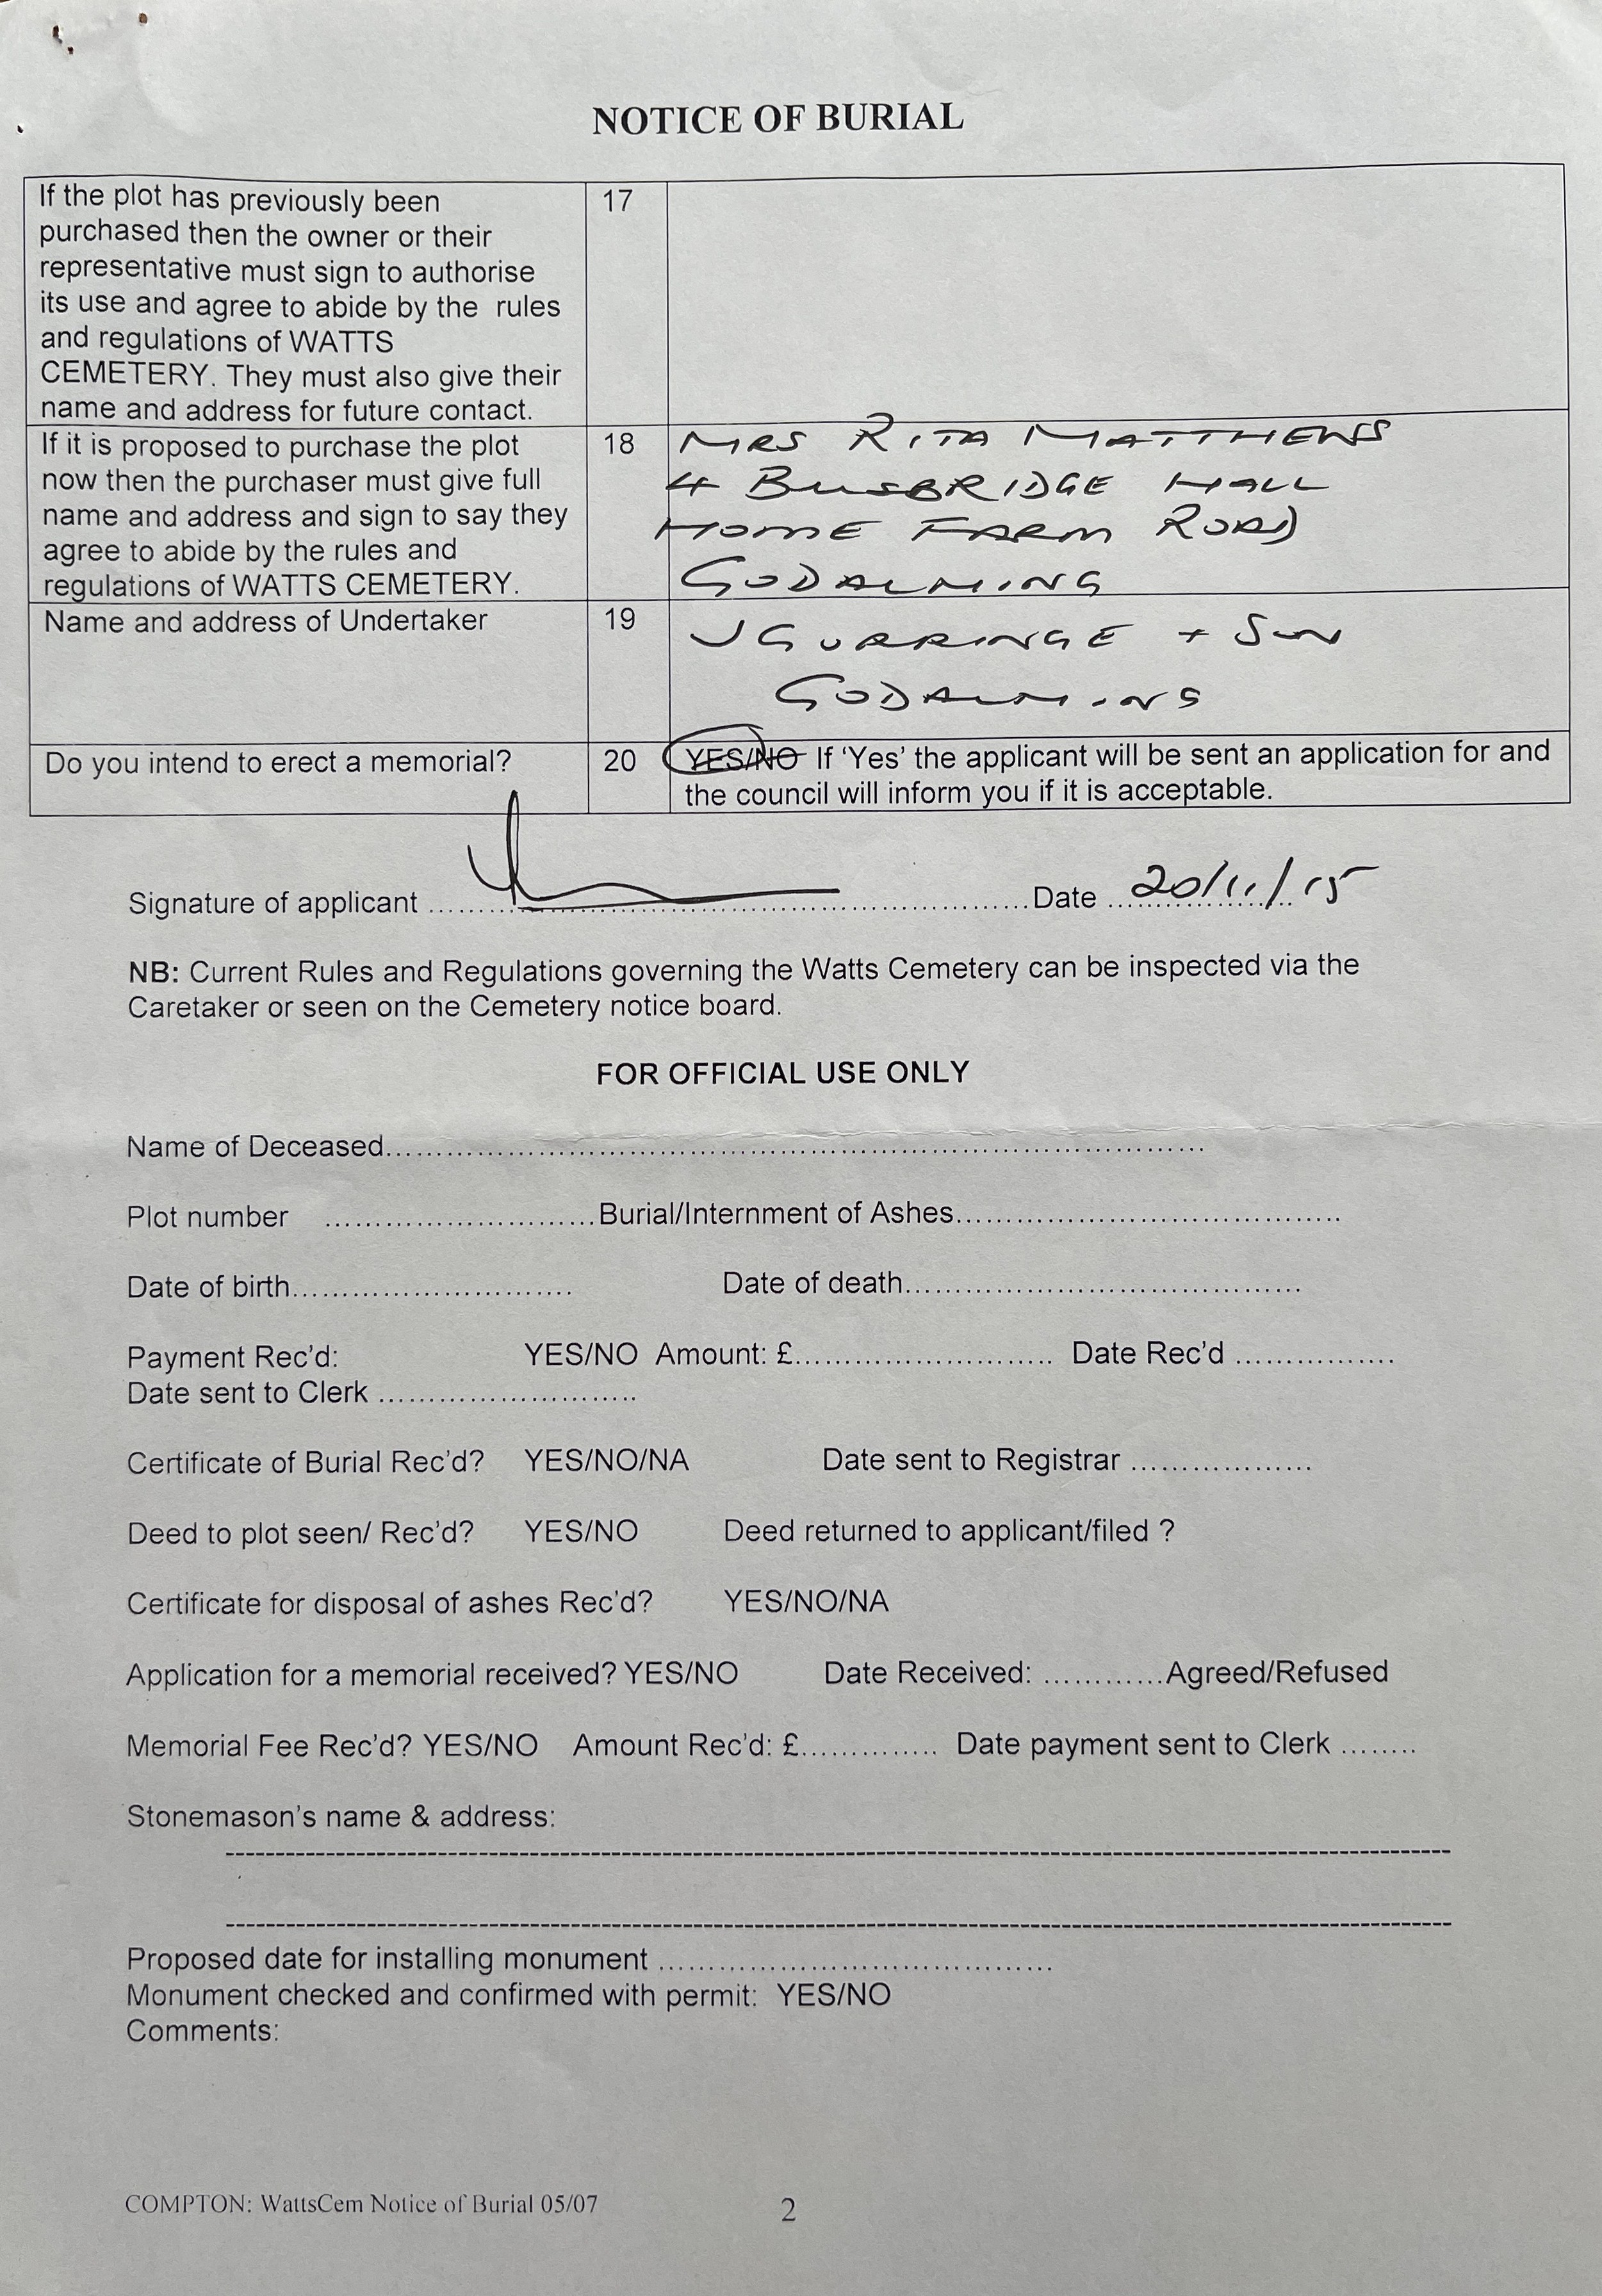 NOTICE OF BURIAL
If the plot has previously been
purchased then the owner or their
representative must sign to authorise
its use and agree to abide by the rules
and regulations of WATTS
CEMETERY. They must also give their
name and address for future contact.
17
If it is proposed to purchase the plot
now then the purchaser must give full
name and address and sign to say they
agree to abide by the rules and
regulations of WATTS CEMETERY.
18
MRS RITA MATTHEWS
4 BUSBRIDGE HALL
HOME FARM ROAD
GODALMING
Name and address of Undertaker
19
J GORRINGE + SON
GODALMING
Do you intend to erect a memorial?
20
YES/NO If ‘Yes’ the applicant will be sent an application for and
the council will inform you if it is acceptable.
Signature of applicant ........................ Date ........................ 20/11/15
NB: Current Rules and Regulations governing the Watts Cemetery can be inspected via the
Caretaker or seen on the Cemetery notice board.
FOR OFFICIAL USE ONLY
Name of Deceased........................
Plot number ........................Burial/Internment of Ashes........................
Date of birth........................ Date of death........................
Payment Rec’d: YES/NO Amount: £........................ Date Rec’d ................
Date sent to Clerk ........................
Certificate of Burial Rec’d? YES/NO/NA Date sent to Registrar ..................
Deed to plot seen/ Rec’d? YES/NO Deed returned to applicant/filed ?
Certificate for disposal of ashes Rec’d? YES/NO/NA
Application for a memorial received? YES/NO Date Received: ............Agreed/Refused
Memorial Fee Rec’d? YES/NO Amount Rec’d: £.............. Date payment sent to Clerk ........
Stonemason’s name & address:
Proposed date for installing monument ........................
Monument checked and confirmed with permit: YES/NO
Comments:
COMPTON: WattsCem Notice of Burial 05/07
2